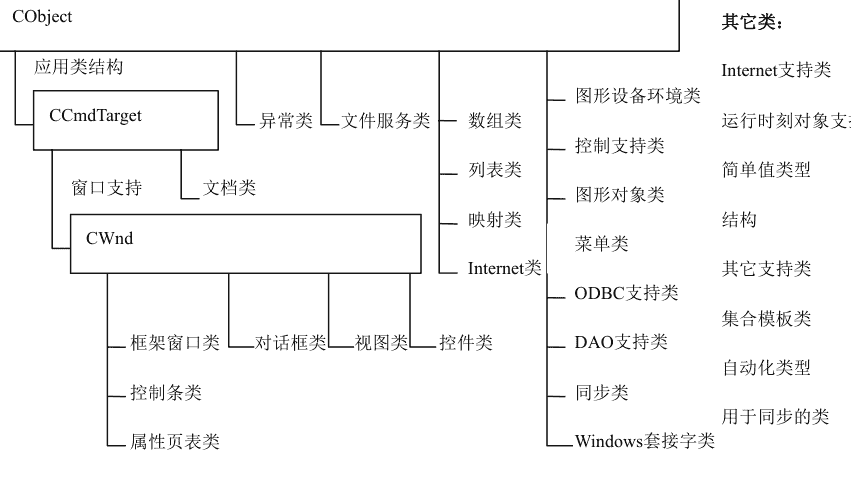 CObject
应用类结构
CCmdTarget
异常类
文件服务类
窗口支持
文档类
CWnd
框架窗口类
对话框类
视图类
控件类
控制条类
属性页表类
数组类
列表类
映射类
Internet类
图形设备环境类
控制支持类
图形对象类
菜单类
ODBC支持类
DAO支持类
同步类
Windows套接字类
其它类：
Internet支持类
运行时刻对象支
简单值类型
结构
其它支持类
集合模板类
自动化类型
用于同步的类